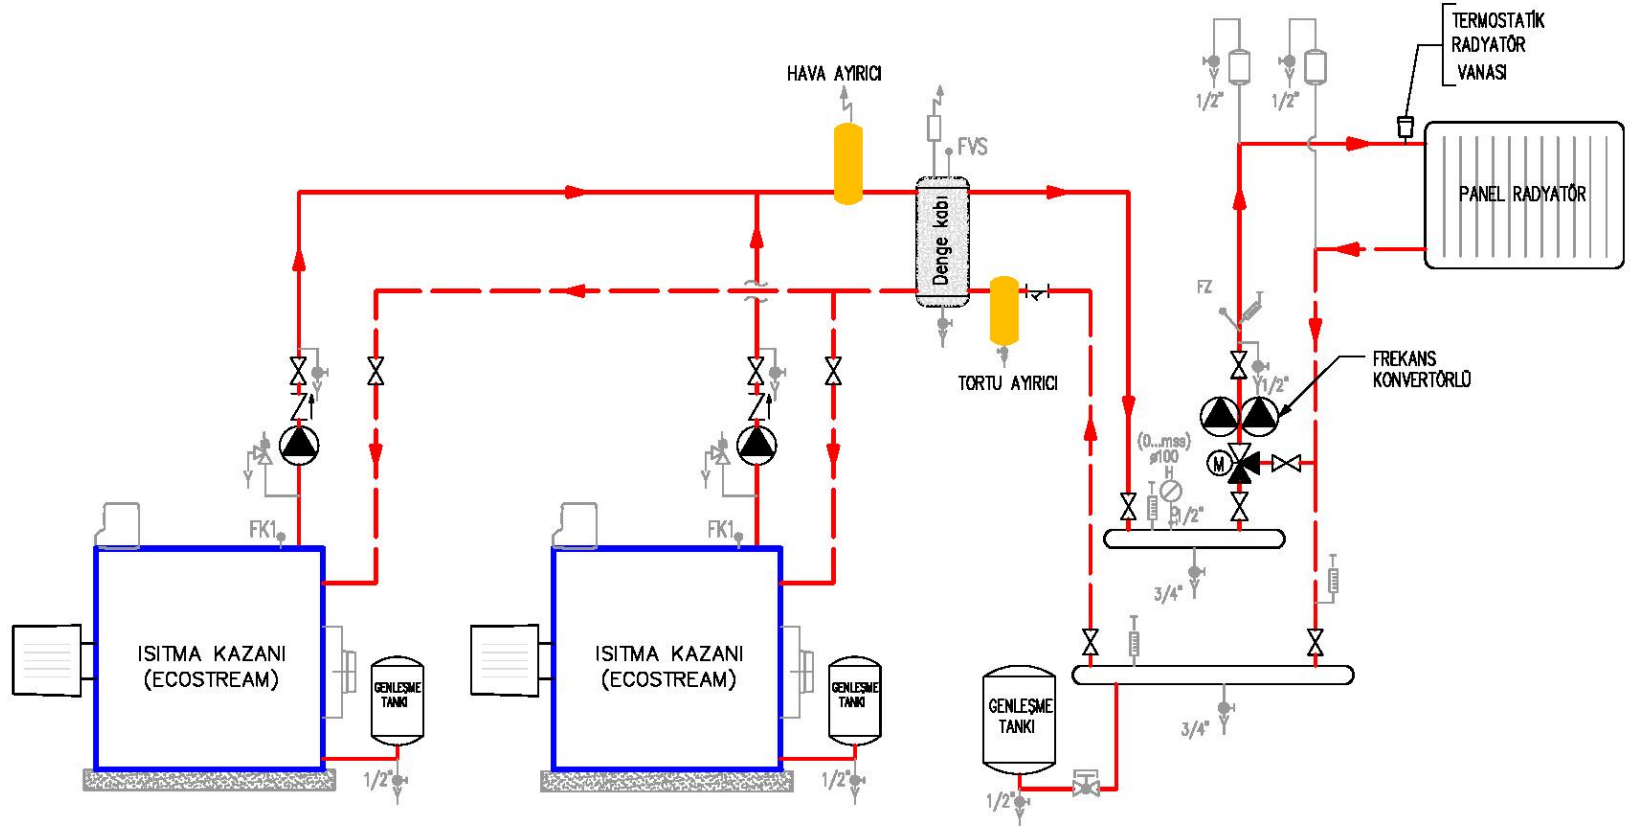 TERMOSTATİK
RADYATÖR
VANASI
HAVA AYIRICI
1/2"
1/2"
FVS
PANEL RADYATÖR
Denge kabı
FZ
T
TORTU AYIRICI
FREKANS
KONVERTÖRLÜ
1/2"
(0...mss)
ø100
H
M
T
1/2"
FK1
FK1
T
3/4"
T
ISITMA KAZANI
(ECOSTREAM)
GENLEŞME
TANKI
ISITMA KAZANI
(ECOSTREAM)
GENLEŞME
TANKI
GENLEŞME
TANKI
3/4"
1/2"
1/2"
1/2"